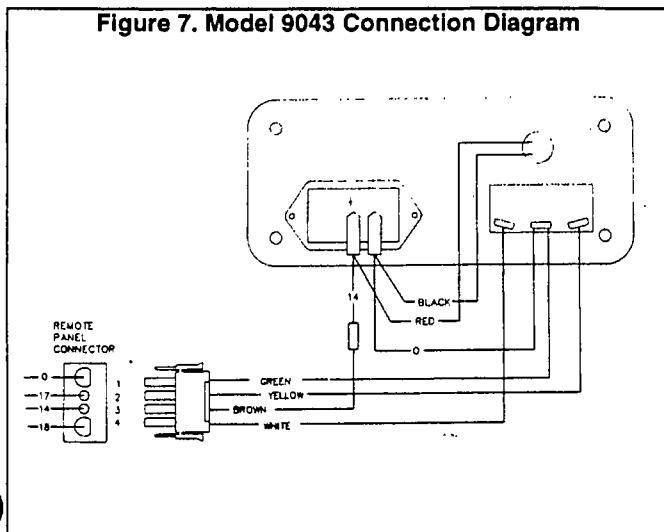 Figure 7. Model 9043 Connection Diagram
+
14
BLACK
RED
0
REMOTE
PANEL
CONNECTOR
0
17
14
18
1
2
3
4
GREEN
YELLOW
BROWN
WHITE